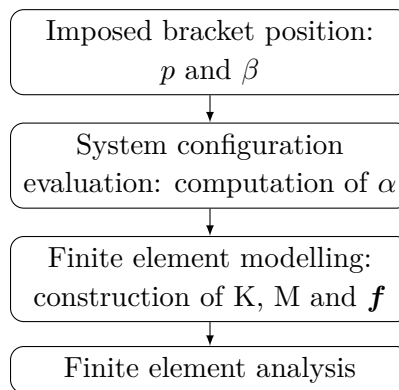 Imposed bracket position:
p and β
System configuration
evaluation: computation of α
Finite element modelling:
construction of K, M and f
Finite element analysis